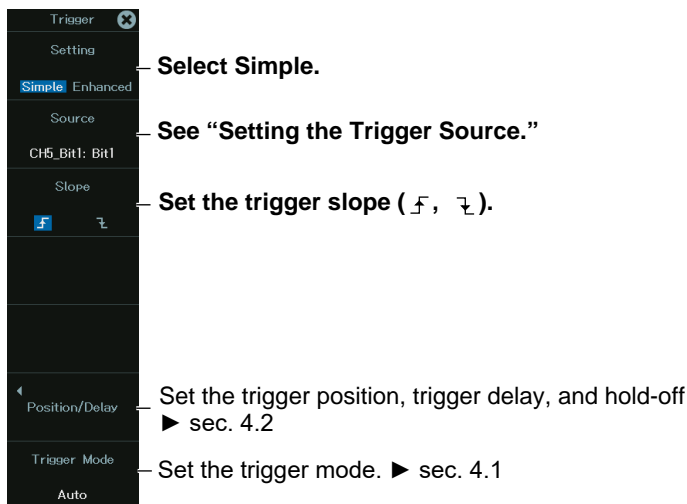 Trigger
Setting
Simple Enhanced
Select Simple.
Source
CH5_Bit1: Bit1
See “Setting the Trigger Source.”
Slope
Set the trigger slope ( , ).
Position/Delay
Set the trigger position, trigger delay, and hold-off
► sec. 4.2
Trigger Mode
Auto
Set the trigger mode. ► sec. 4.1